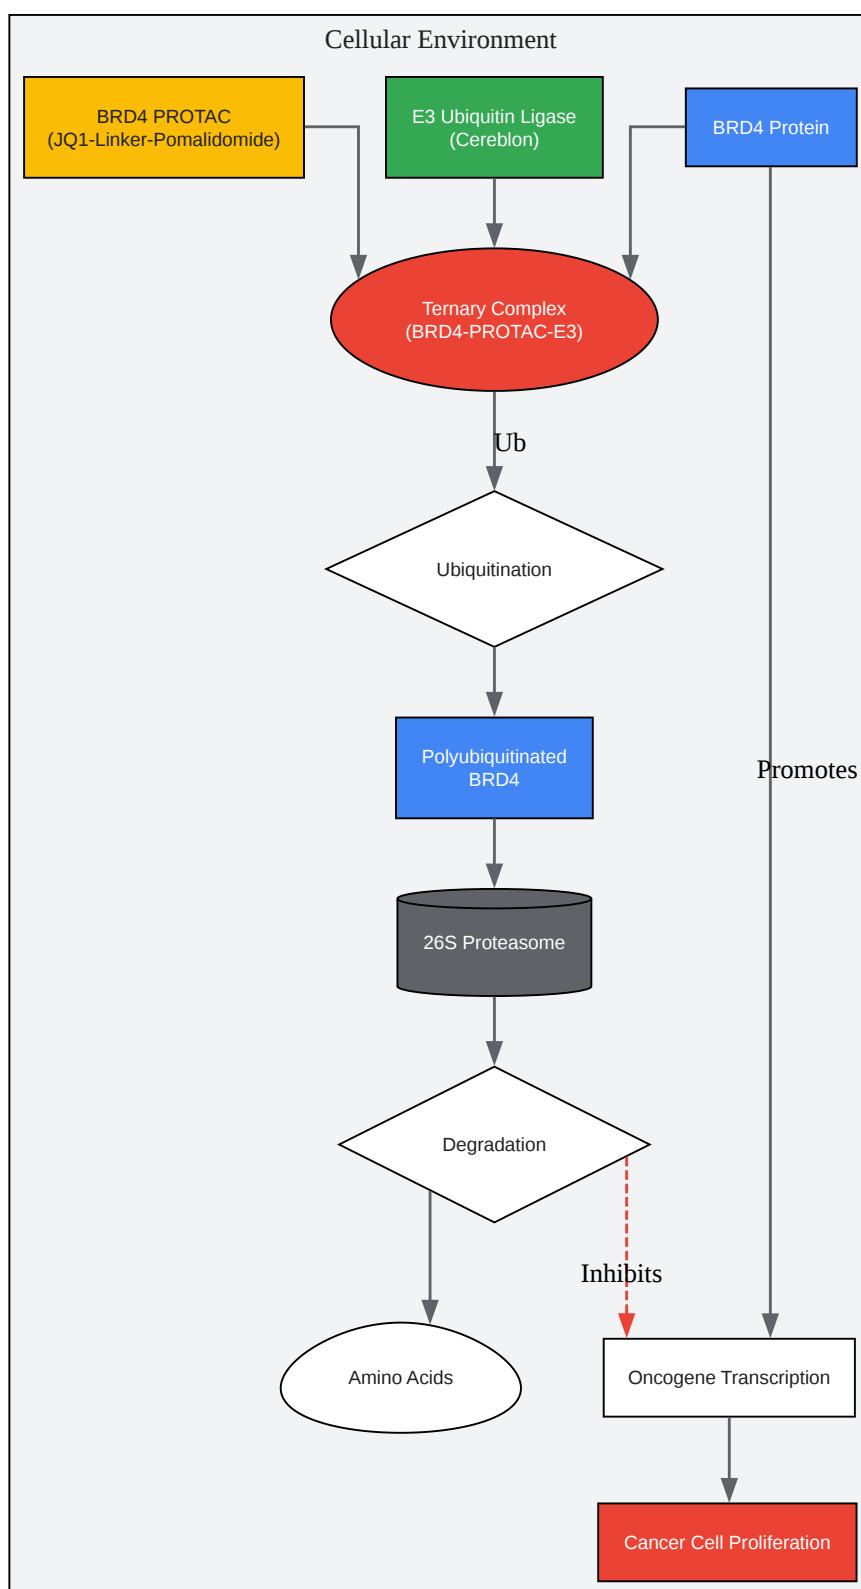 Cellular Environment
BRD4 PROTAC
(JQ1-Linker-Pomalidomide)
E3 Ubiquitin Ligase
(Cereblon)
BRD4 Protein
Ternary Complex
(BRD4-PROTAC-E3)
Ub
Ubiquitination
Polyubiquitinated
BRD4
Promotes
26S Proteasome
Degradation
Inhibits
Amino Acids
Oncogene Transcription
Cancer Cell Proliferation